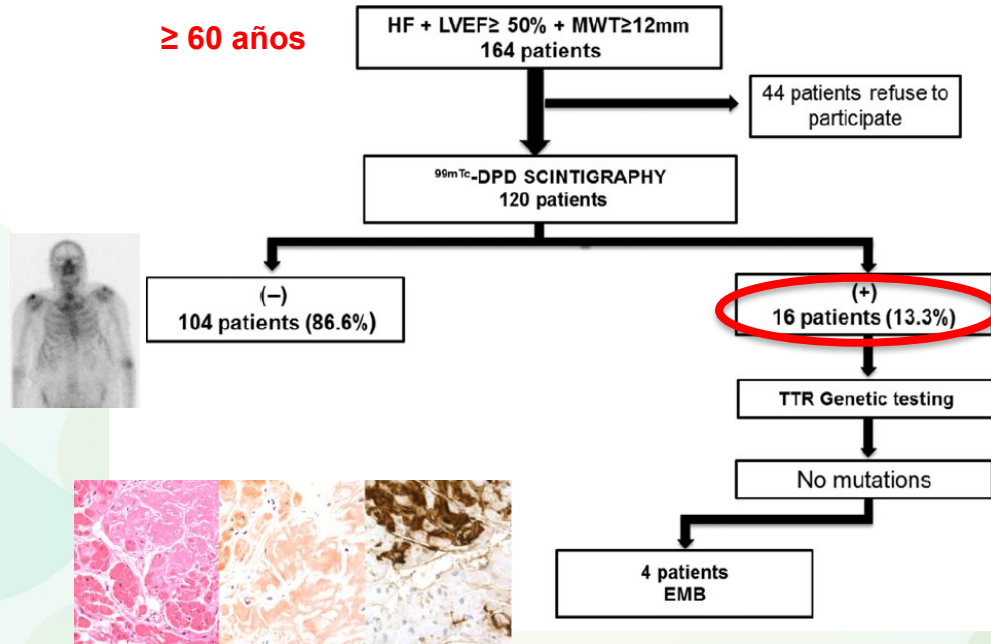 ≥ 60 años
HF + LVEF≥ 50% + MWT≥12mm
164 patients
44 patients refuse to
participate
99mTc-DPD SCINTIGRAPHY
120 patients
(–)
104 patients (86.6%)
(+)
16 patients (13.3%)
TTR Genetic testing
No mutations
4 patients
EMB